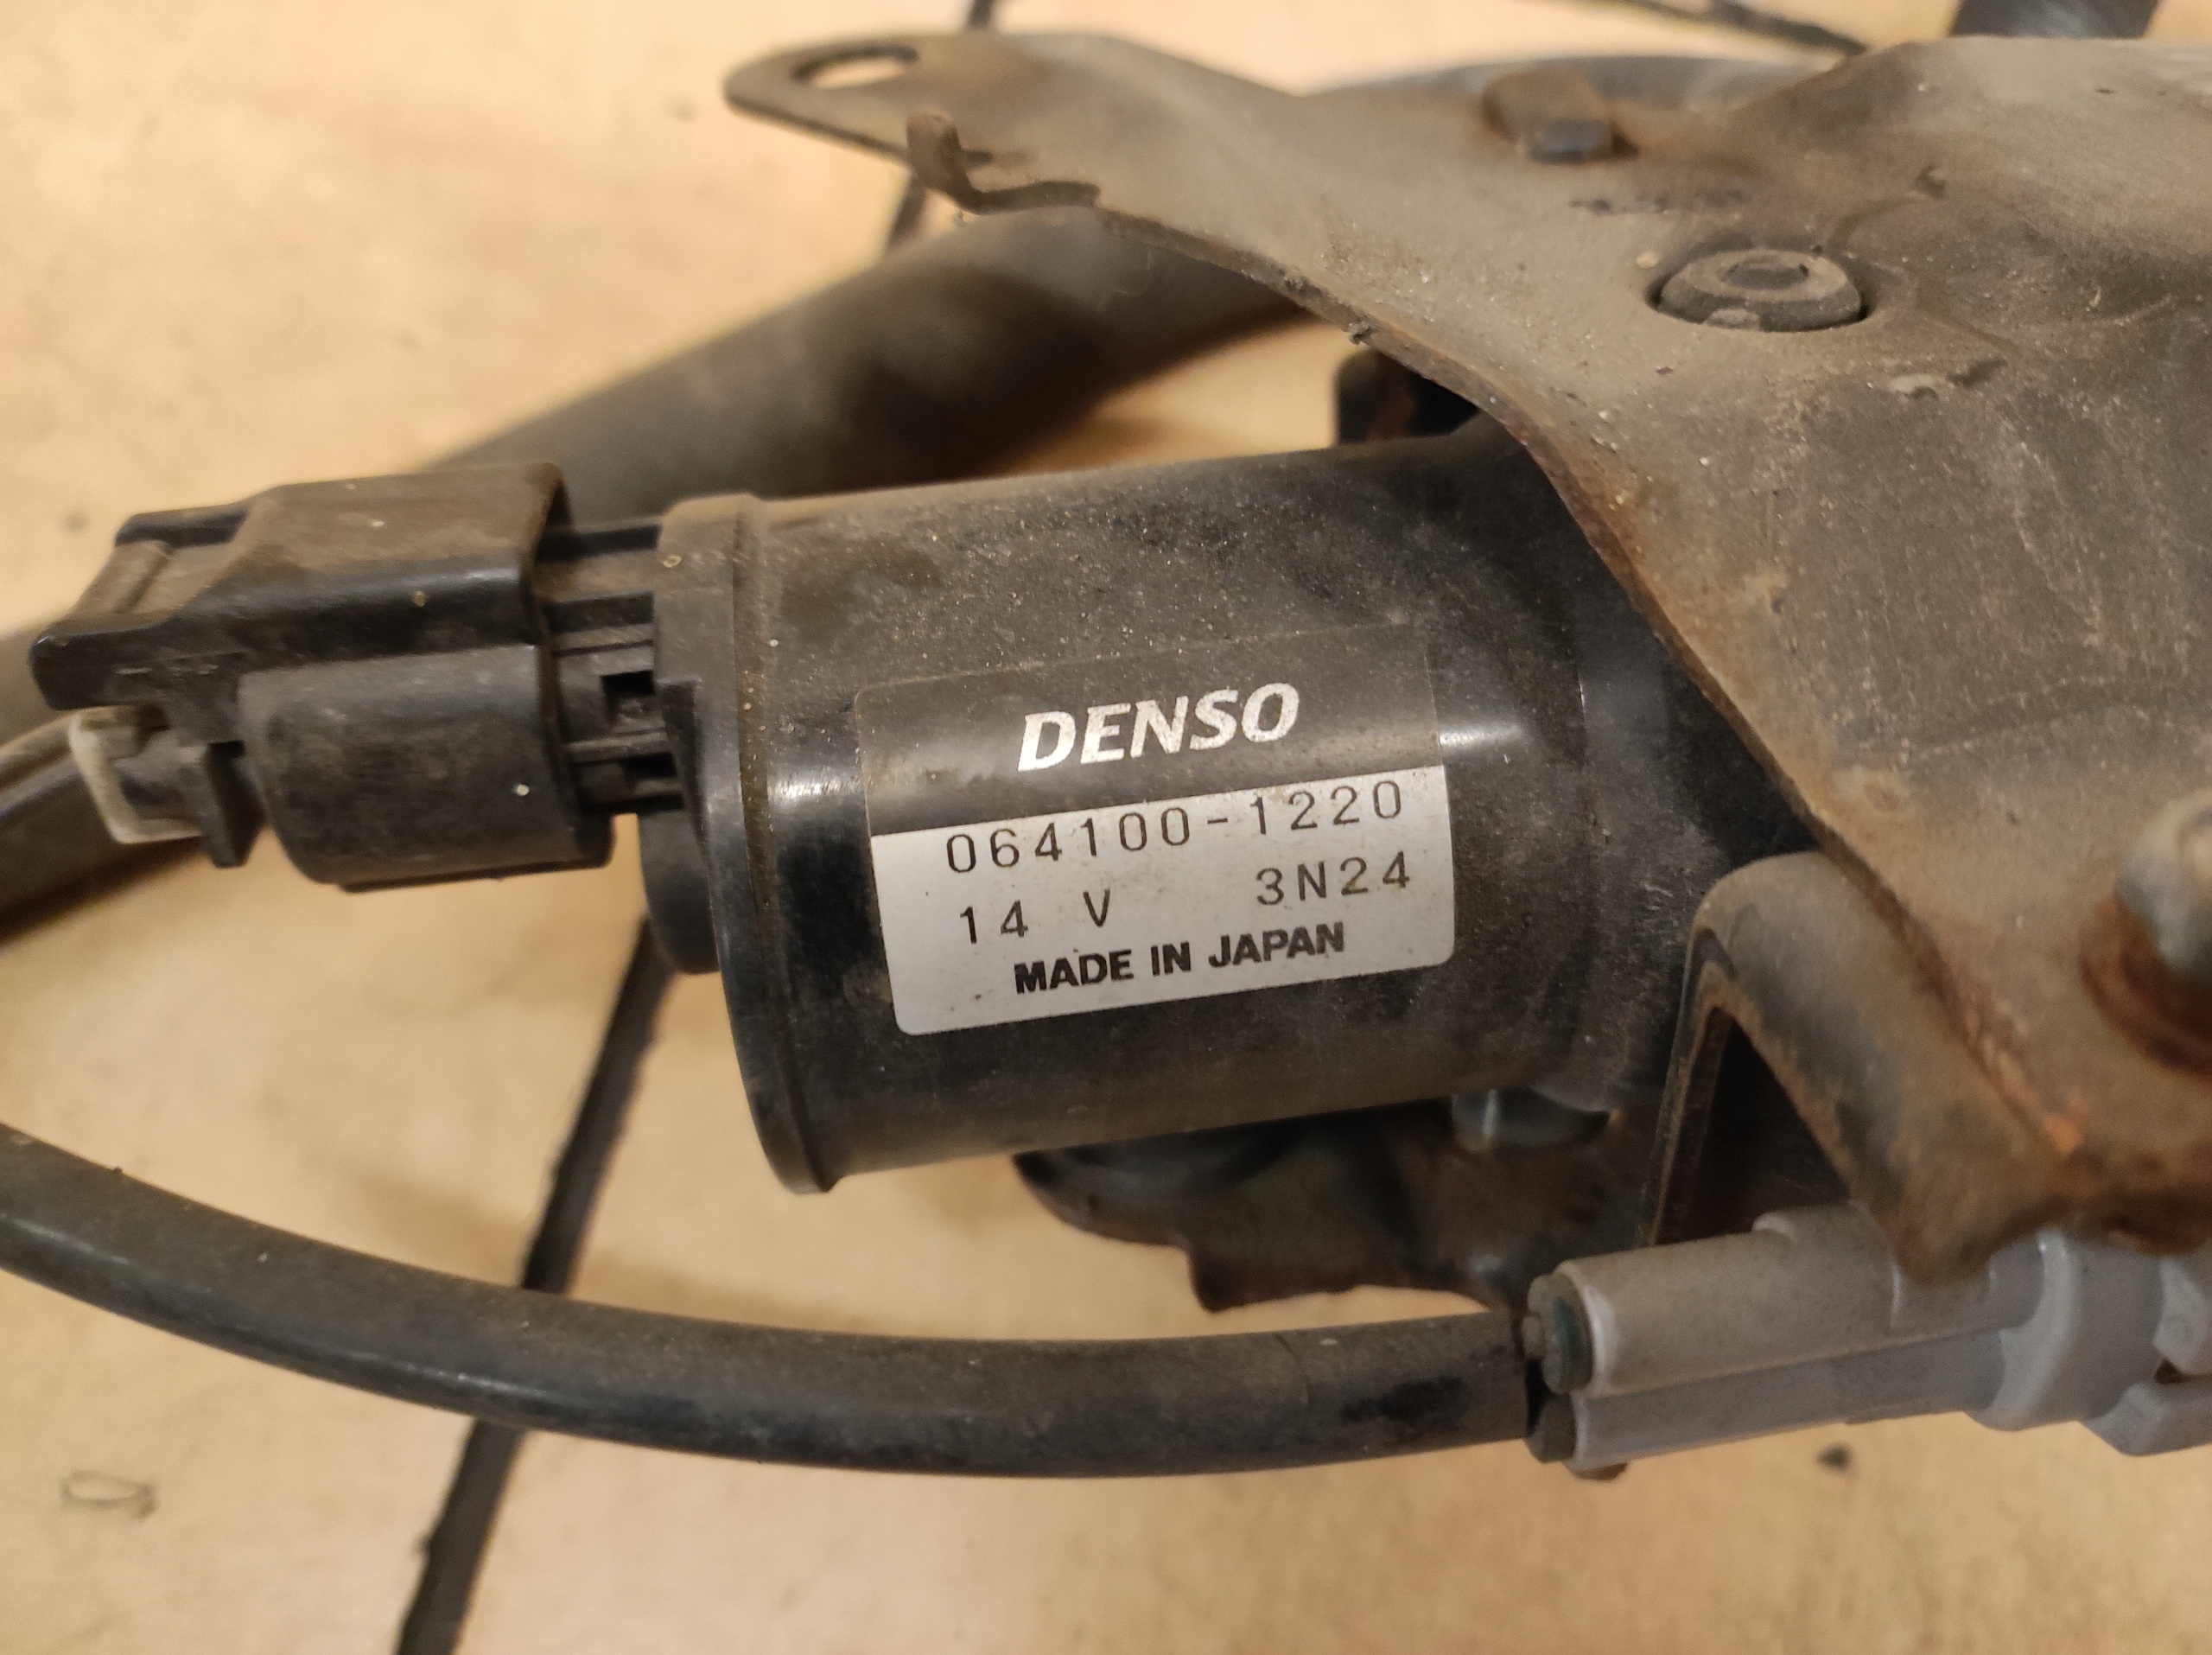 DENSO
064100-1220
14 V 3N24
MADE IN JAPAN